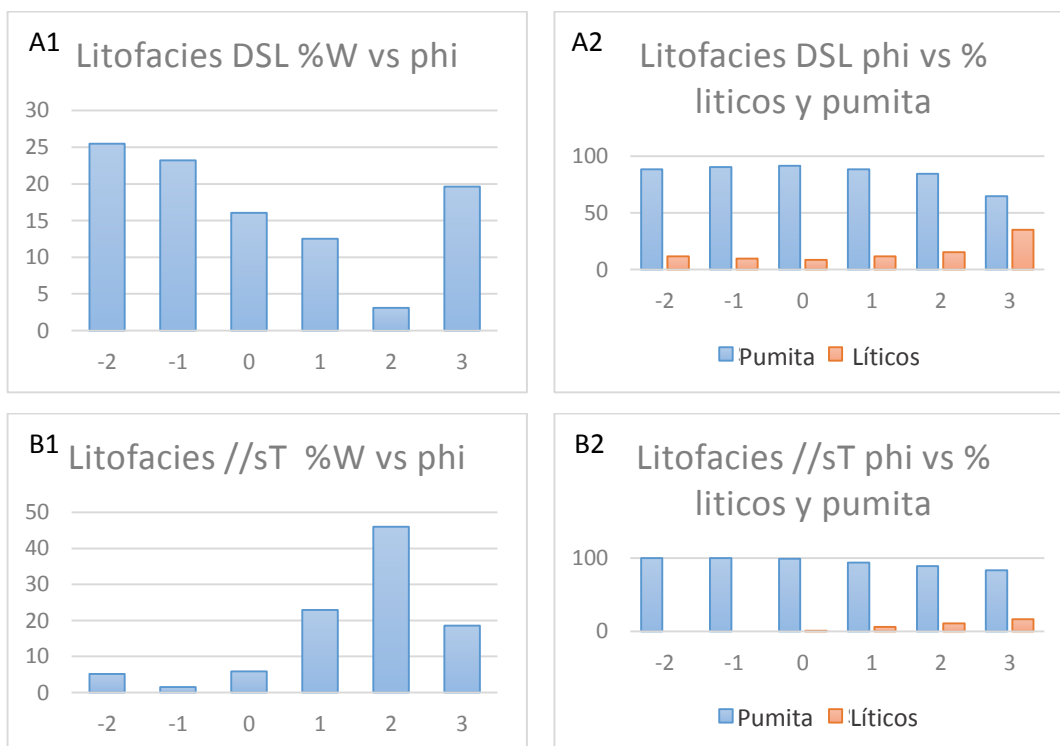 A1
Litofacies DSL %W vs phi
30
25
20
15
10
5
0
-2 -1 0 1 2 3
A2
Litofacies DSL phi vs %
liticos y pumita
100
50
0
-2 -1 0 1 2 3
Pumita Líticos
B1
Litofacies //sT %W vs phi
50
40
30
20
10
0
-2 -1 0 1 2 3
B2
Litofacies //sT phi vs %
liticos y pumita
100
0
-2 -1 0 1 2 3
Pumita Líticos